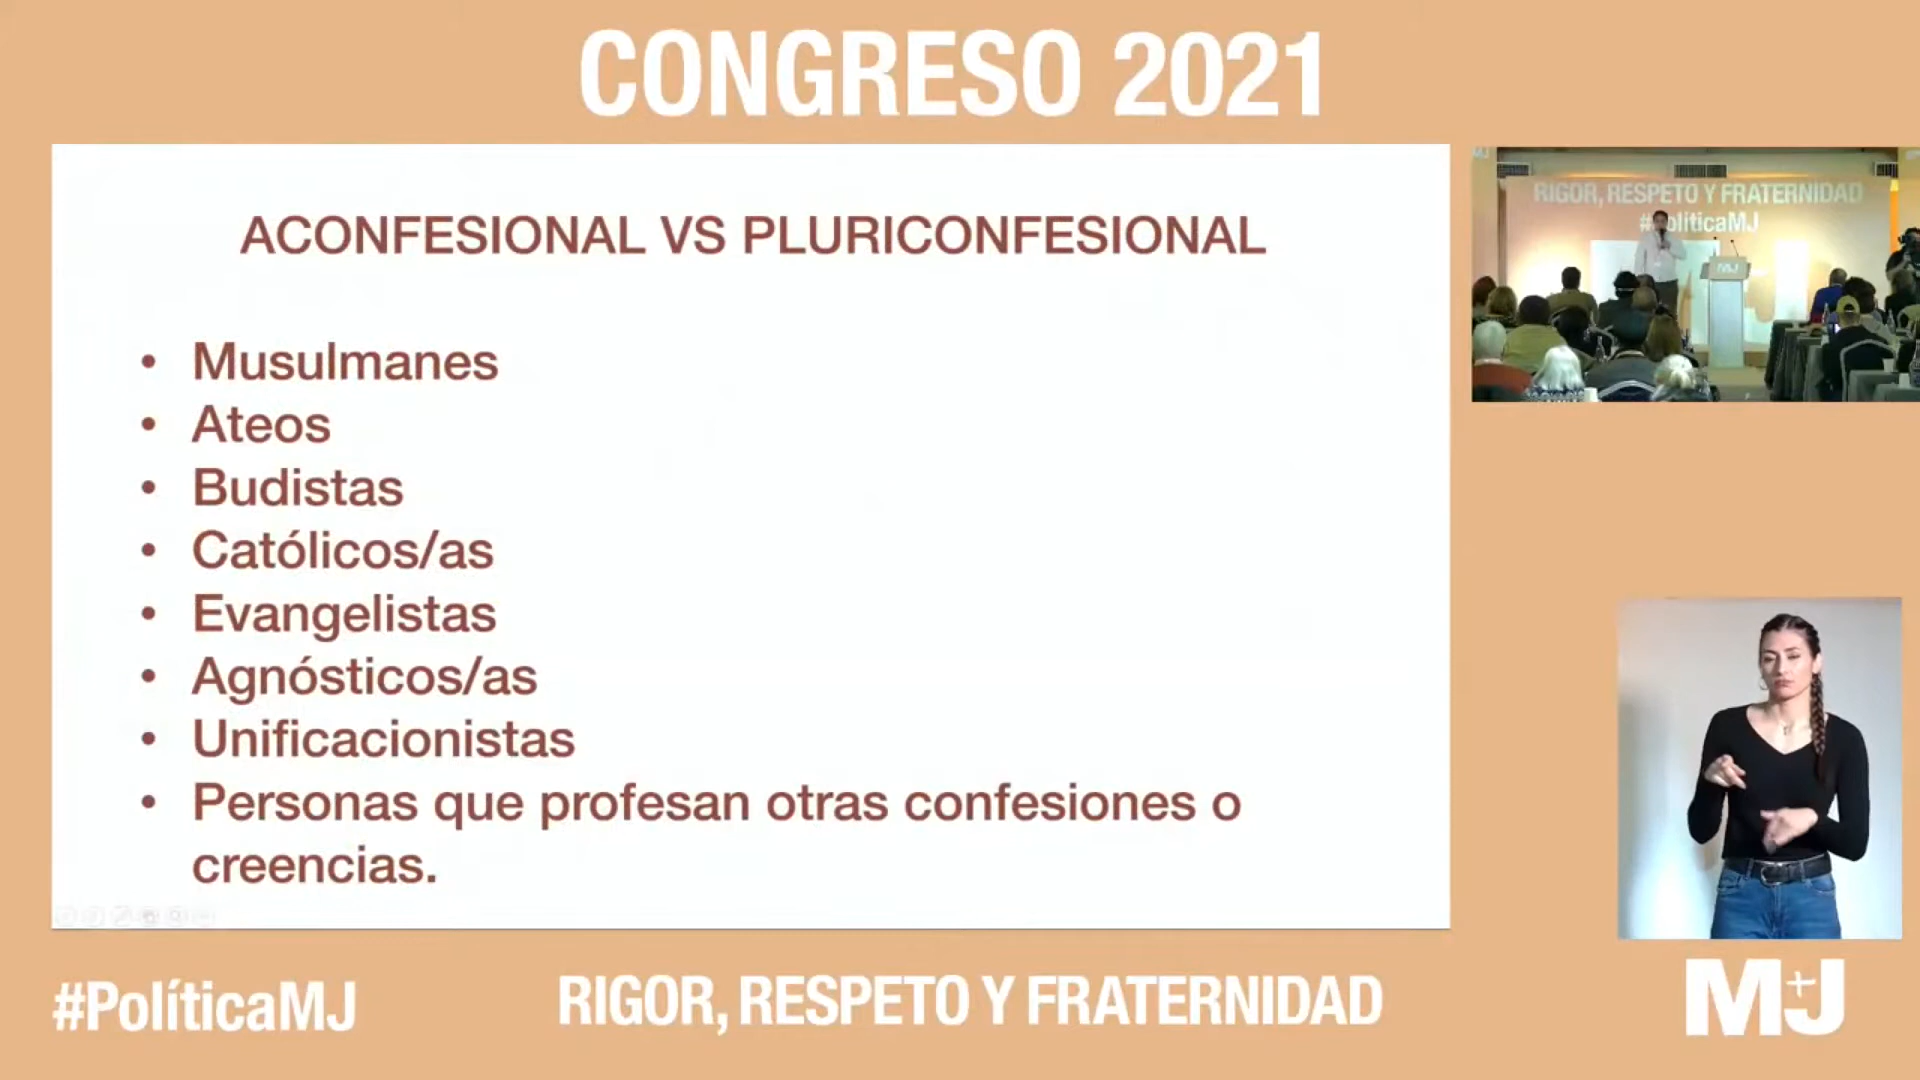 CONGRESO 2021
ACONFESIONAL VS PLURICONFESIONAL
• Musulmanes
• Ateos
• Budistas
• Católicos/as
• Evangelistas
• Agnósticos/as
• Unificacionistas
• Personas que profesan otras confesiones o
creencias.
RIGOR, RESPETO Y FRATERNIDAD
#PolíticaMJ
MJ
#PolíticaMJ
RIGOR, RESPETO Y FRATERNIDAD
M+J